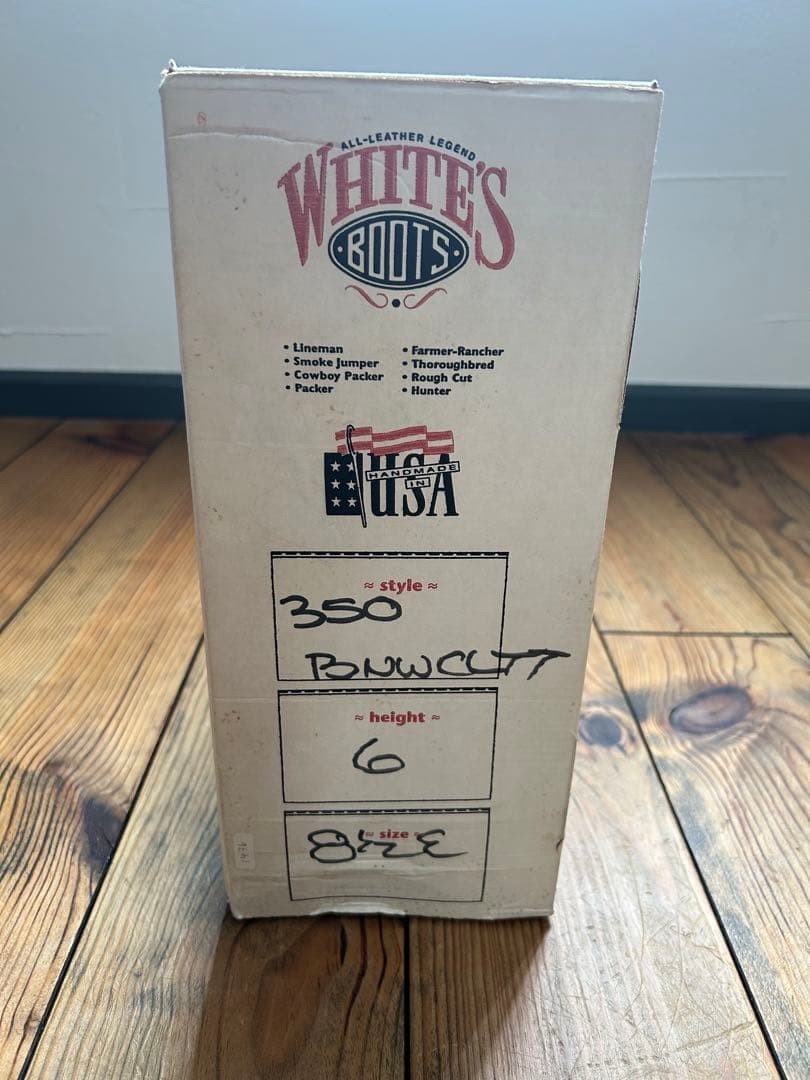 ALL-LEATHER LEGEND
WHITE'S
BOOTS
• Lineman
• Smoke Jumper
• Cowboy Packer
• Packer
• Farmer-Rancher
• Thoroughbred
• Rough Cut
• Hunter
HANDMADE
IN
USA
≈ style ≈
350
BNWCLTT
≈ height ≈
6
≈ size ≈
8½E